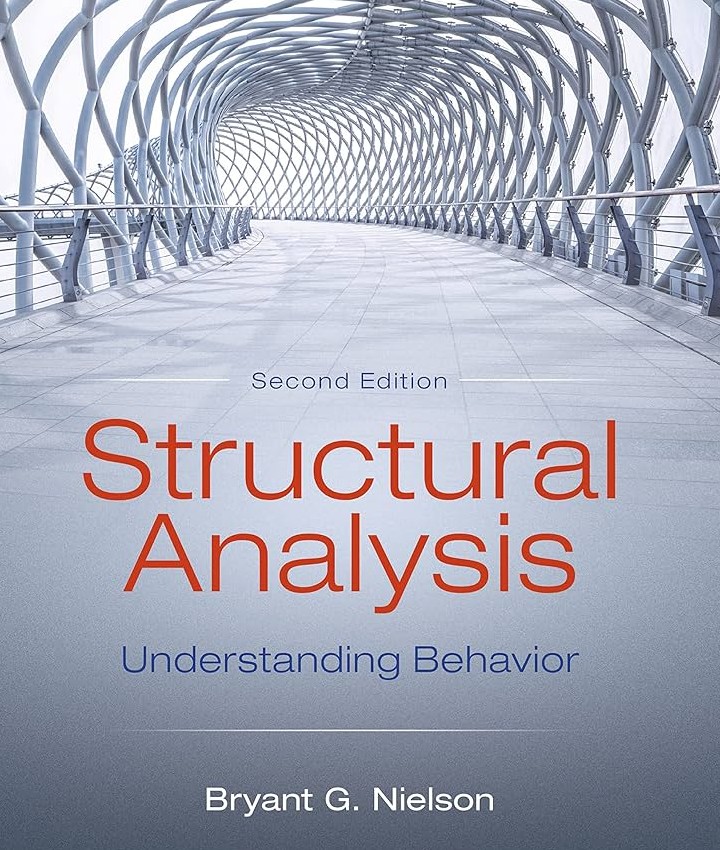 Second Edition
Structural
Analysis
Understanding Behavior
Bryant G. Nielson